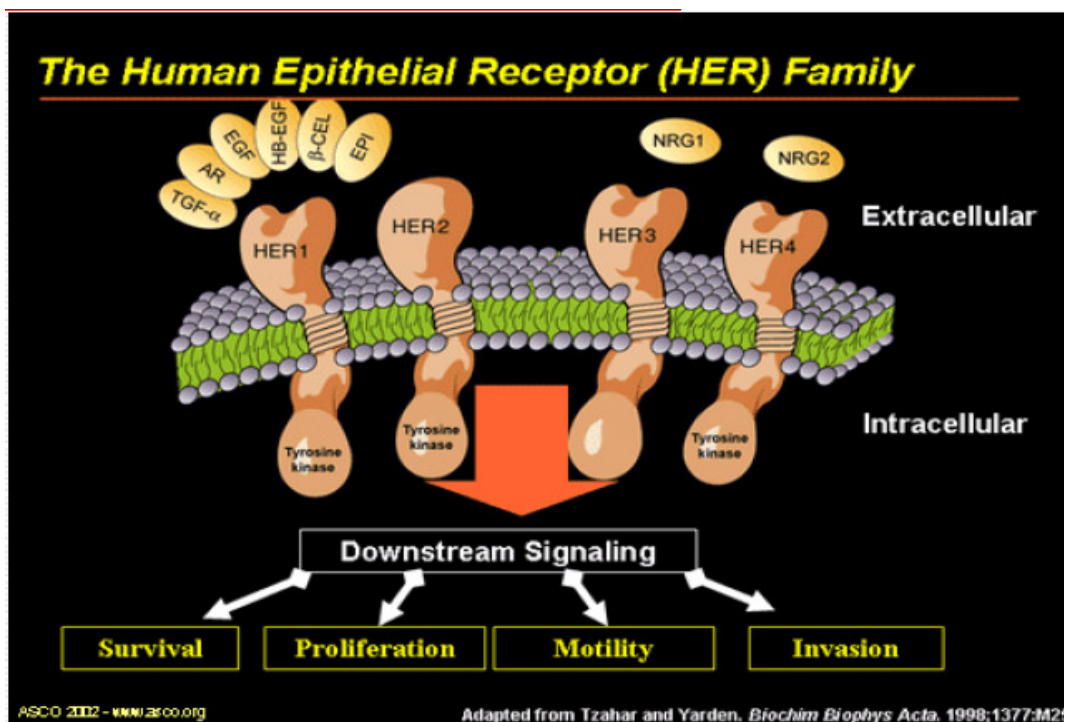 The Human Epithelial Receptor (HER) Family
TGF-α
AR
EGF
HB-EGF
β-CEL
EPI
NRG1
NRG2
Extracellular
HER1
HER2
HER3
HER4
Intracellular
Tyrosine
kinase
Tyrosine
kinase
Tyrosine
kinase
Downstream Signaling
Survival
Proliferation
Motility
Invasion
ASCO 2002 - www.asco.org
Adapted from Tzahar and Yarden. Biochim Biophys Acta. 1998;1377:M2